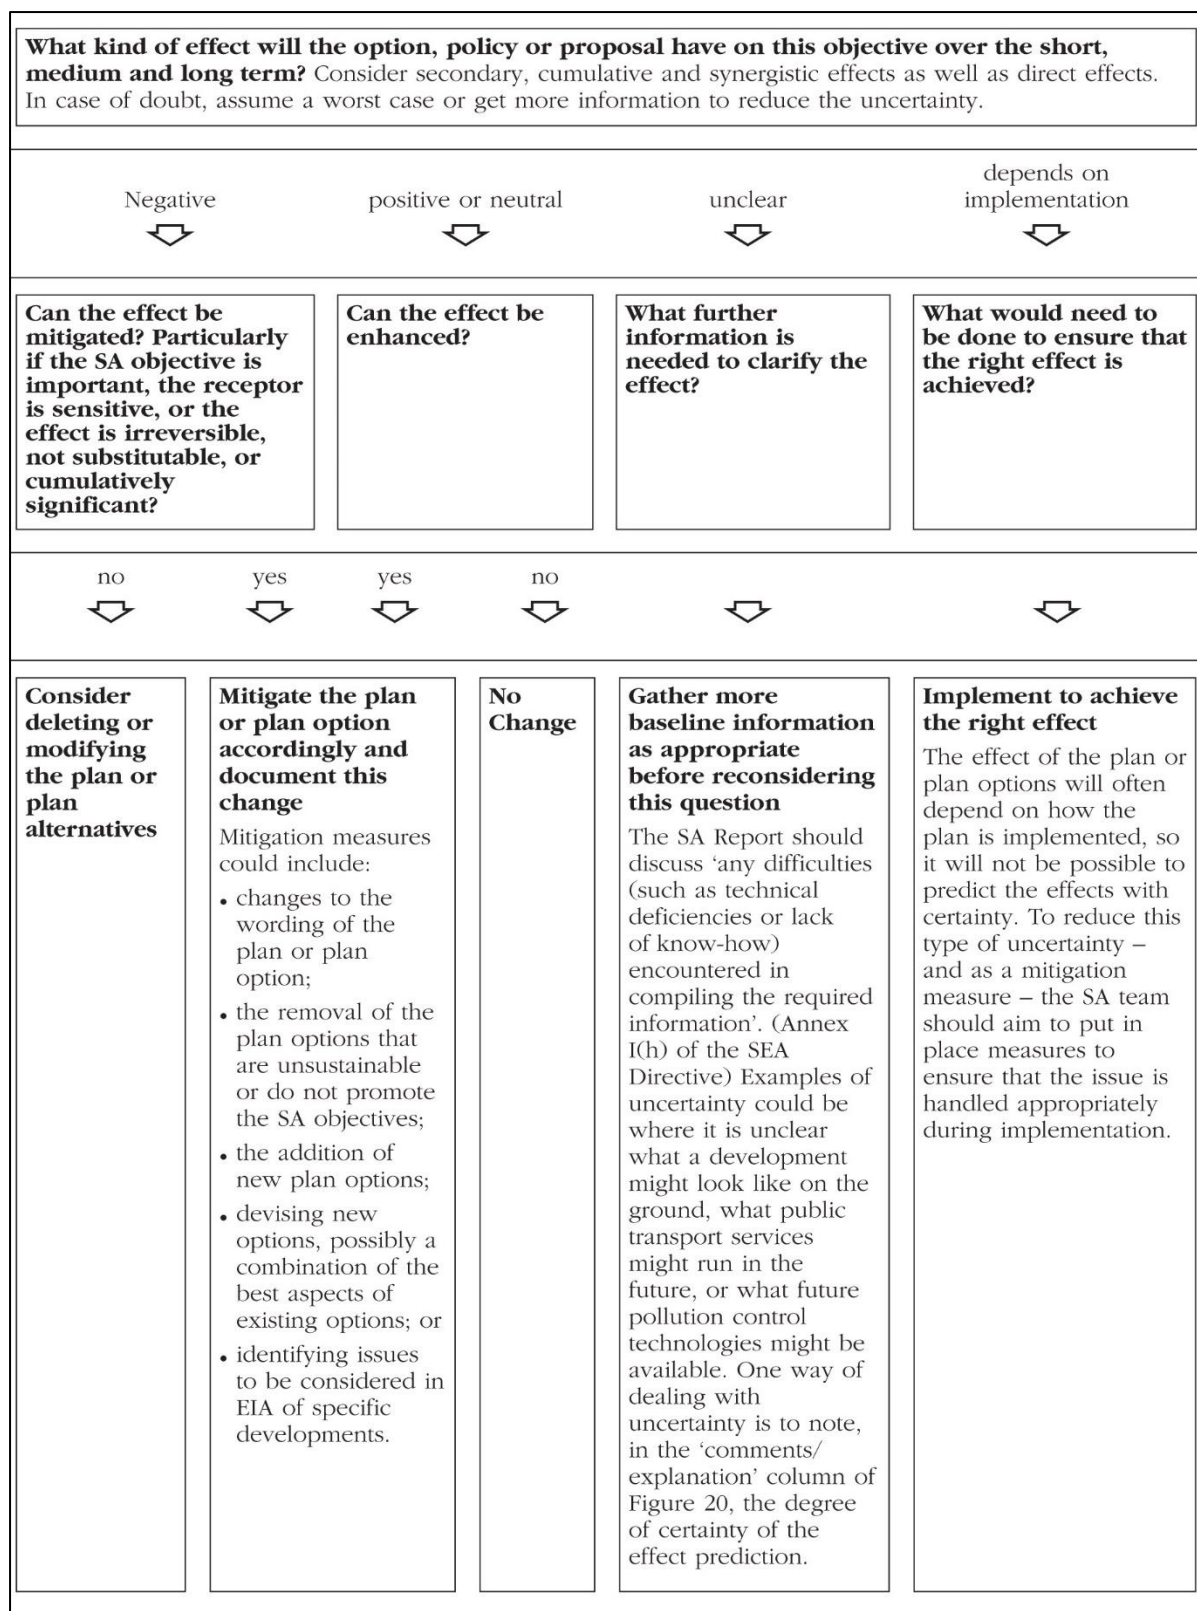 What kind of effect will the option, policy or proposal have on this objective over the short,
medium and long term? Consider secondary, cumulative and synergistic effects as well as direct effects.
In case of doubt, assume a worst case or get more information to reduce the uncertainty.
Negative
positive or neutral
unclear
depends on
implementation
Can the effect be
mitigated? Particularly
if the SA objective is
important, the receptor
is sensitive, or the
effect is irreversible,
not substitutable, or
cumulatively
significant?
Can the effect be
enhanced?
What further
information is
needed to clarify the
effect?
What would need to
be done to ensure that
the right effect is
achieved?
no
yes
yes
no
Consider
deleting or
modifying
the plan or
plan
alternatives
Mitigate the plan
or plan option
accordingly and
document this
change
Mitigation measures
could include:
• changes to the
wording of the
plan or plan
option;
• the removal of the
plan options that
are unsustainable
or do not promote
the SA objectives;
• the addition of
new plan options;
• devising new
options, possibly a
combination of the
best aspects of
existing options; or
• identifying issues
to be considered in
EIA of specific
developments.
No
Change
Gather more
baseline information
as appropriate
before reconsidering
this question
The SA Report should
discuss ‘any difficulties
(such as technical
deficiencies or lack
of know-how)
encountered in
compiling the required
information’. (Annex
I(h) of the SEA
Directive) Examples of
uncertainty could be
where it is unclear
what a development
might look like on the
ground, what public
transport services
might run in the
future, or what future
pollution control
technologies might be
available. One way of
dealing with
uncertainty is to note,
in the ‘comments/
explanation’ column of
Figure 20, the degree
of certainty of the
effect prediction.
Implement to achieve
the right effect
The effect of the plan or
plan options will often
depend on how the
plan is implemented, so
it will not be possible to
predict the effects with
certainty. To reduce this
type of uncertainty –
and as a mitigation
measure – the SA team
should aim to put in
place measures to
ensure that the issue is
handled appropriately
during implementation.